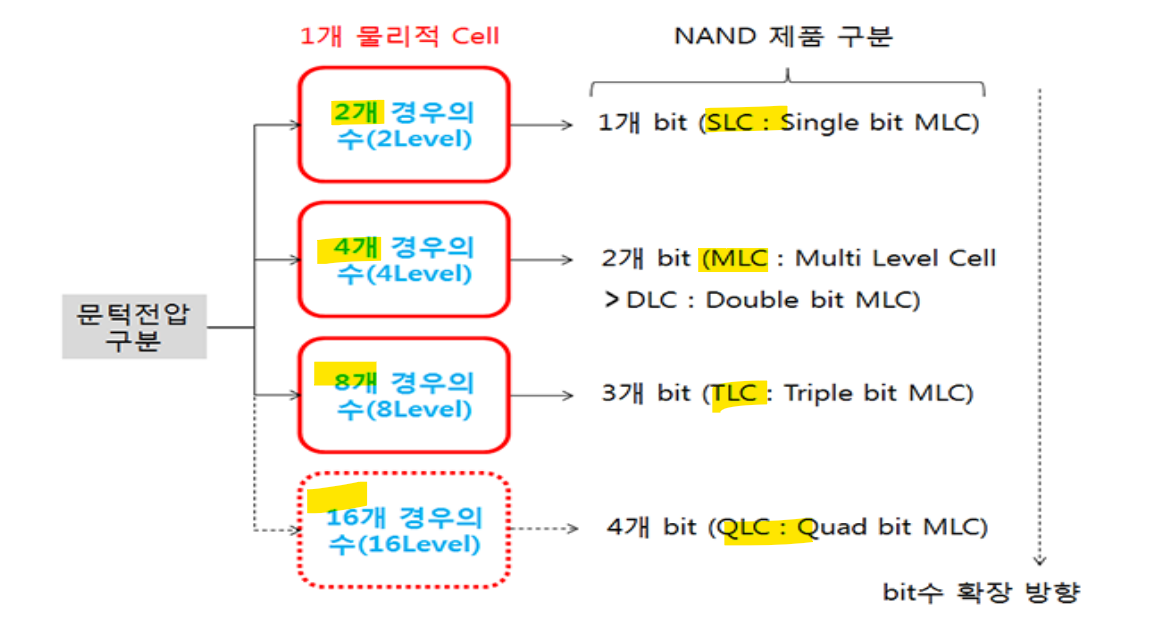 1개 물리적 Cell
NAND 제품 구분
2개 경우의
수(2Level)
1개 bit (SLC : Single bit MLC)
4개 경우의
수(4Level)
2개 bit (MLC : Multi Level Cell
> DLC : Double bit MLC)
문턱전압
구분
8개 경우의
수(8Level)
3개 bit (TLC : Triple bit MLC)
16개 경우의
수(16Level)
4개 bit (QLC : Quad bit MLC)
bit수 확장 방향